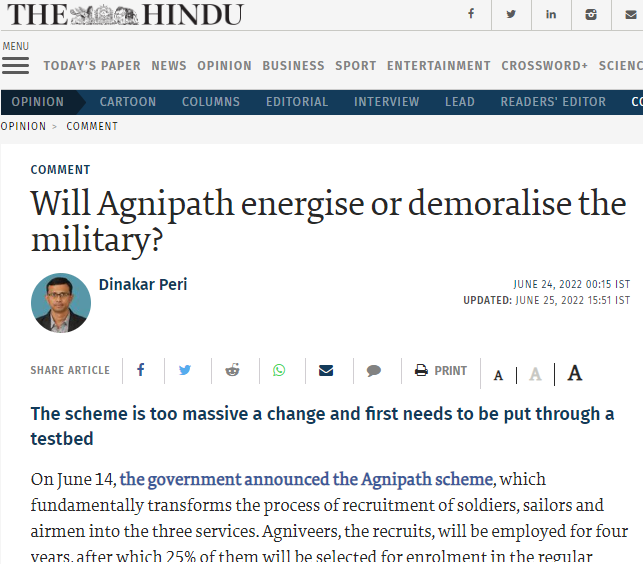 THE HINDU
MENU
TODAY'S PAPER NEWS OPINION BUSINESS SPORT ENTERTAINMENT CROSSWORD+ SCIENC
OPINION CARTOON COLUMNS EDITORIAL INTERVIEW LEAD READERS' EDITOR CO
OPINION > COMMENT
COMMENT
Will Agnipath energise or demoralise the
military?
Dinakar Peri
JUNE 24, 2022 00:15 IST
UPDATED: JUNE 25, 2022 15:51 IST
SHARE ARTICLE PRINT A A A
The scheme is too massive a change and first needs to be put through a
testbed
On June 14, the government announced the Agnipath scheme, which
fundamentally transforms the process of recruitment of soldiers, sailors and
airmen into the three services. Agniveers, the recruits, will be employed for four
years, after which 25% of them will be selected for enrolment in the regular